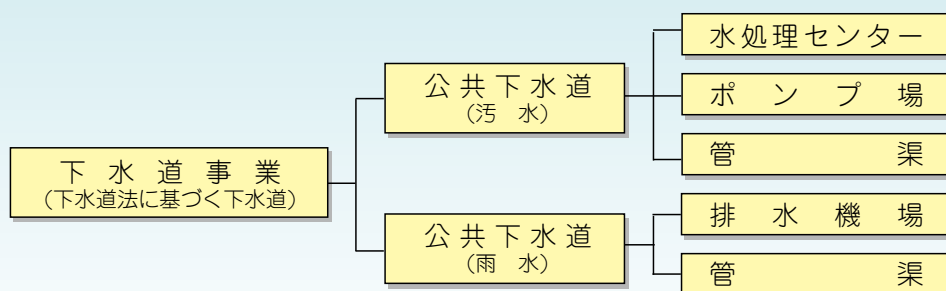 下水道事業
(下水道法に基づく下水道)
公共下水道
(汚水)
水処理センター
ポンプ場
管渠
公共下水道
(雨水)
排水機場
管渠